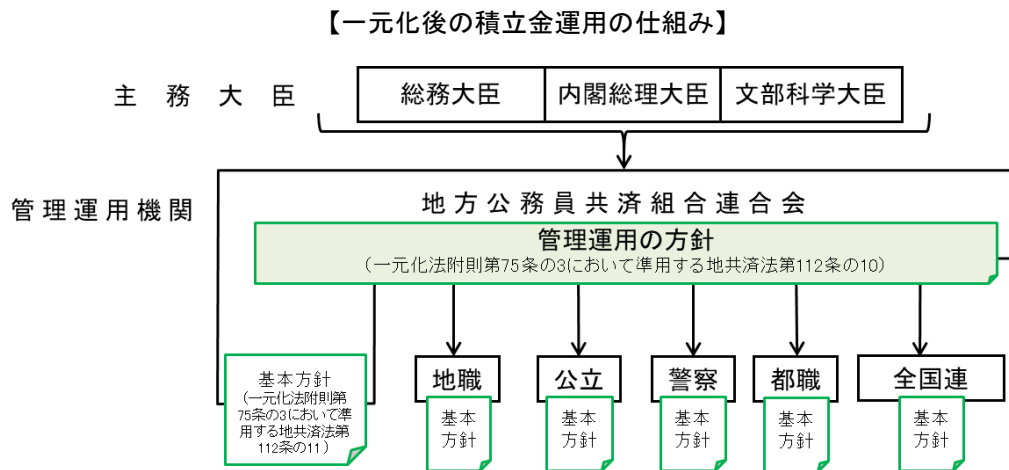 【一元化後の積立金運用の仕組み】
主務大臣
総務大臣
内閣総理大臣
文部科学大臣
管理運用機関
地方公務員共済組合連合会
管理運用の方針
（一元化法附則第75条の3において準用する地共済法第112条の10）
基本方針
（一元化法附則第
75条の3において準
用する地共済法第
112条の11）
地職
公立
警察
都職
全国連
基本
方針
基本
方針
基本
方針
基本
方針
基本
方針